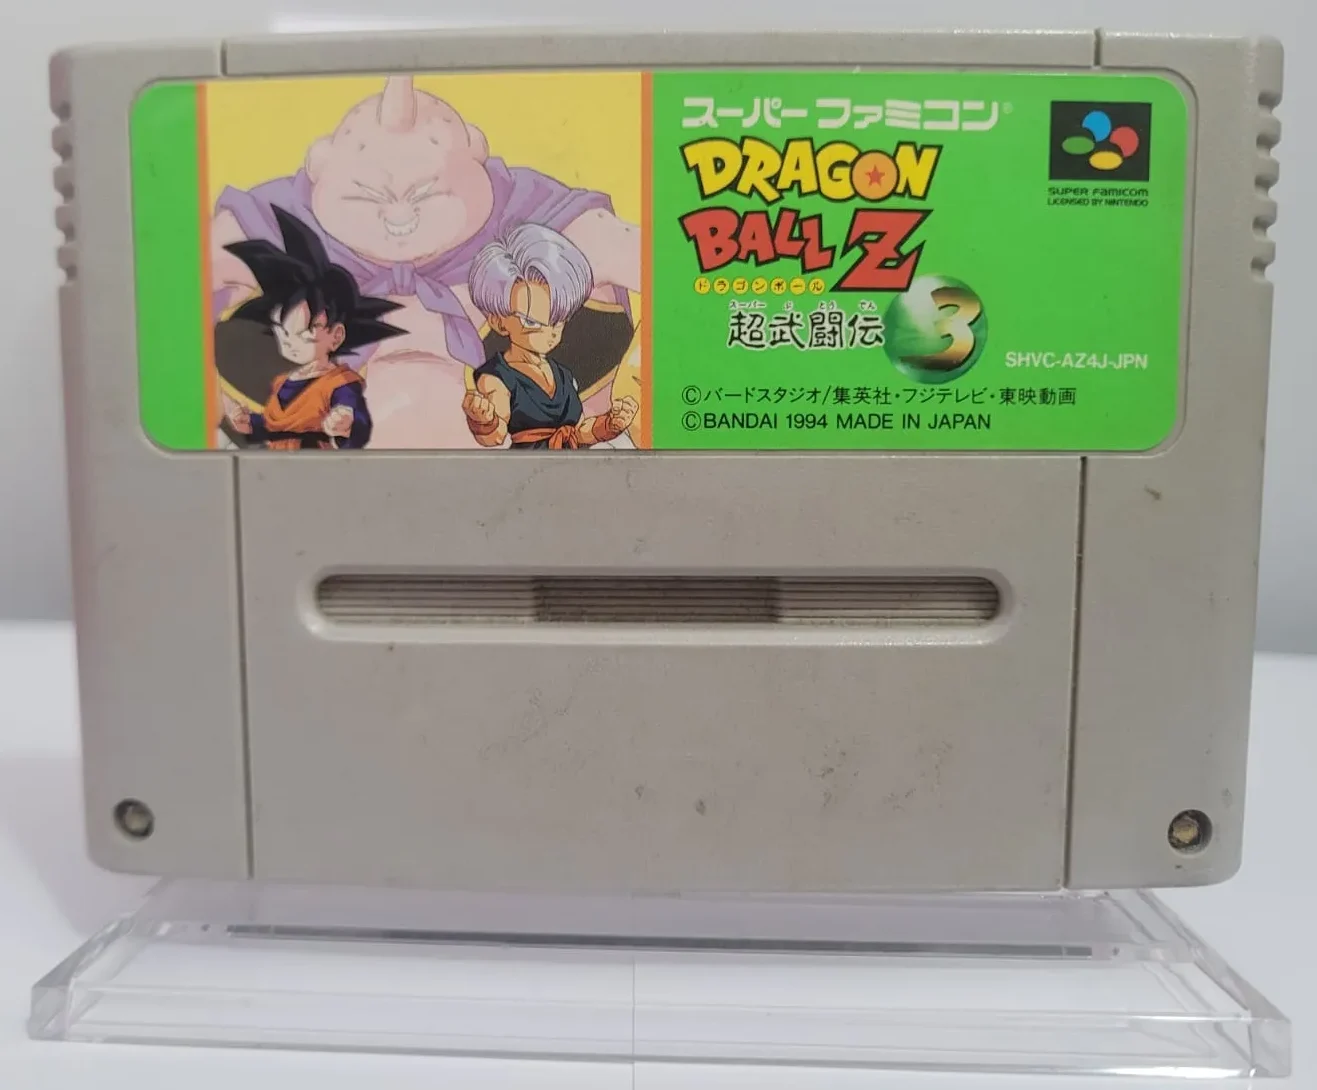 スーパーファミコン®
DRAGON
BALL Z
ドラゴンボール
スーパー ぶ とう でん
超武闘伝 3
SUPER FAMICOM
LICENSED BY NINTENDO
SHVC-AZ4J-JPN
©バードスタジオ/集英社・フジテレビ・東映動画
©BANDAI 1994 MADE IN JAPAN